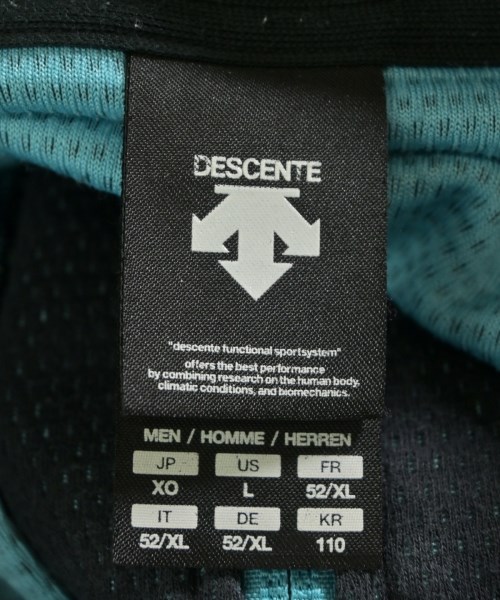 DESCENTE
"descente functional sportsystem"
offers the best performance
by combining research on the human body,
climatic conditions, and biomechanics.
MEN / HOMME / HERREN
JP US FR
XO L 52/XL
IT DE KR
52/XL 52/XL 110